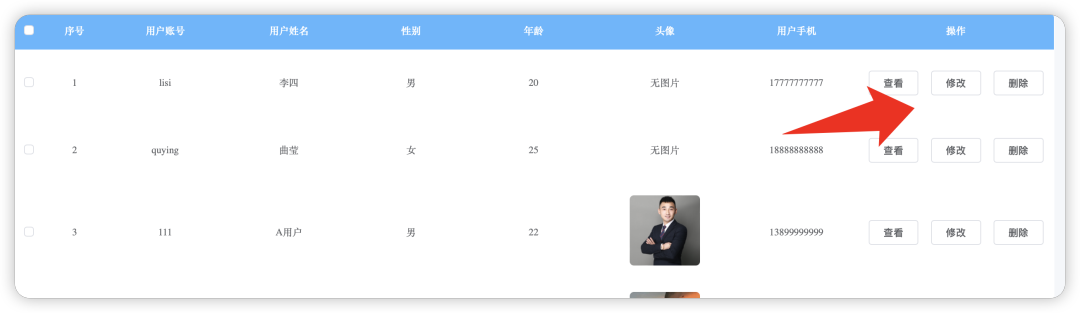 序号 用户账号 用户姓名 性别 年龄 头像 用户手机 操作
1 lisi 李四 男 20 无图片 17777777777 查看 修改 删除
2 quying 曲莹 女 25 无图片 18888888888 查看 修改 删除
3 111 A用户 男 22 13899999999 查看 修改 删除